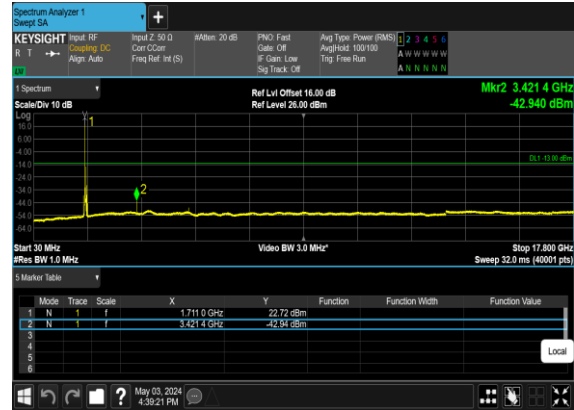 Spectrum Analyzer 1
Swept SA
+
KEYSIGHT Input: RF Input Z: 50 Ω #Atten: 20 dB PNO: Fast Avg Type: Power (RMS) 1 2 3 4 5 6
R T Coupling: DC Corr CCorr Gate: Off Avg|Hold: 100/100 A W W W W W
Align: Auto Freq Ref: Int (S) IF Gain: Low Trig: Free Run
Sig Track: Off A N N N N N
1 Spectrum Ref Lvl Offset 16.00 dB Mkr2 3.421 4 GHz
Scale/Div 10 dB Ref Level 26.00 dBm -42.940 dBm
Log
16.0
6.00
-4.00
-14.0
-24.0
-34.0
-44.0
-54.0
-64.0
1
DL1 -13.00 dBm
2
Start 30 MHz Video BW 3.0 MHz* Stop 17.800 GHz
#Res BW 1.0 MHz Sweep 32.0 ms (40001 pts)
5 Marker Table
Mode Trace Scale X Y Function Function Width Function Value
1 N 1 f 1.711 0 GHz 22.72 dBm
2 N 1 f 3.421 4 GHz -42.94 dBm
3
4
5
6
Local
? May 03, 2024
4:39:21 PM